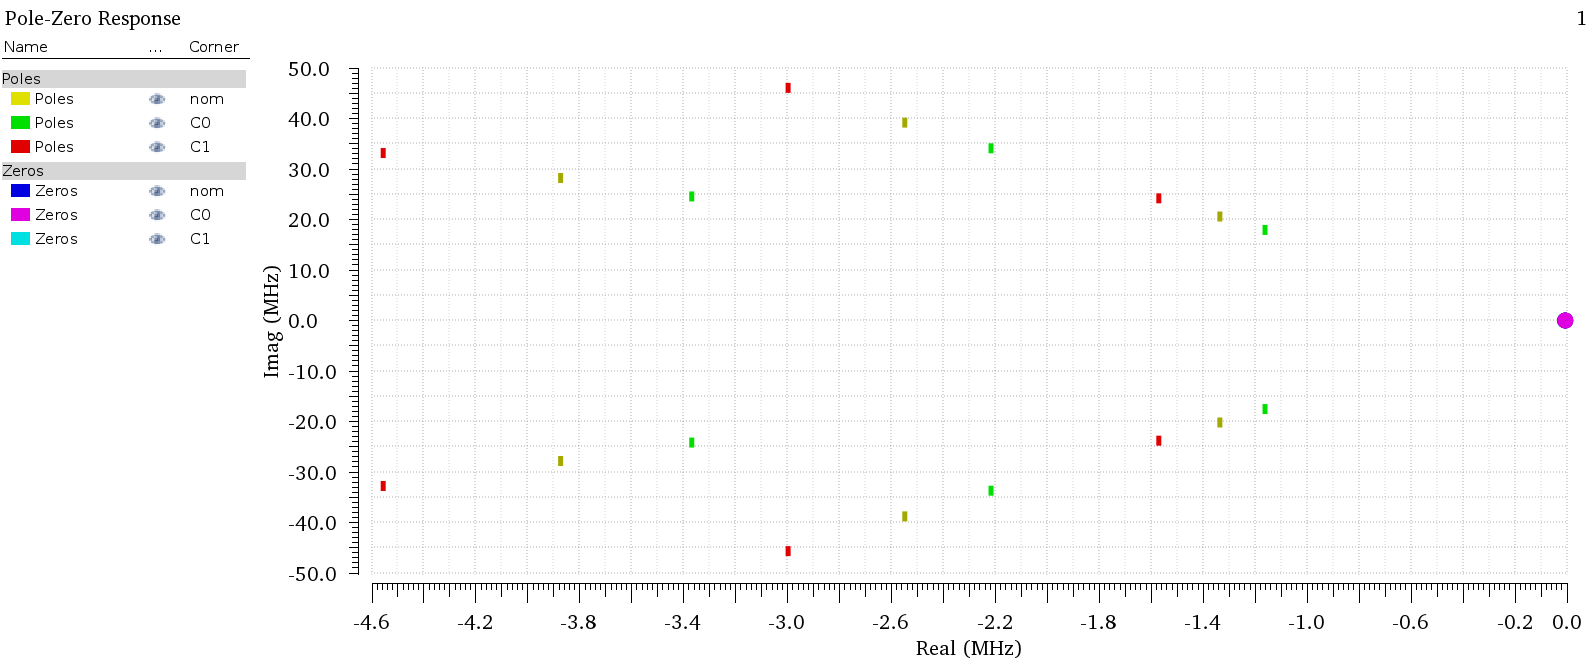 Pole-Zero Response
1
Name ... Corner
Poles
Poles nom
Poles C0
Poles C1
Zeros
Zeros nom
Zeros C0
Zeros C1
50.0
40.0
30.0
20.0
10.0
0.0
-10.0
-20.0
-30.0
-40.0
-50.0
Imag (MHz)
-4.6 -4.2 -3.8 -3.4 -3.0 -2.6 -2.2 -1.8 -1.4 -1.0 -0.6 -0.2 0.0
Real (MHz)